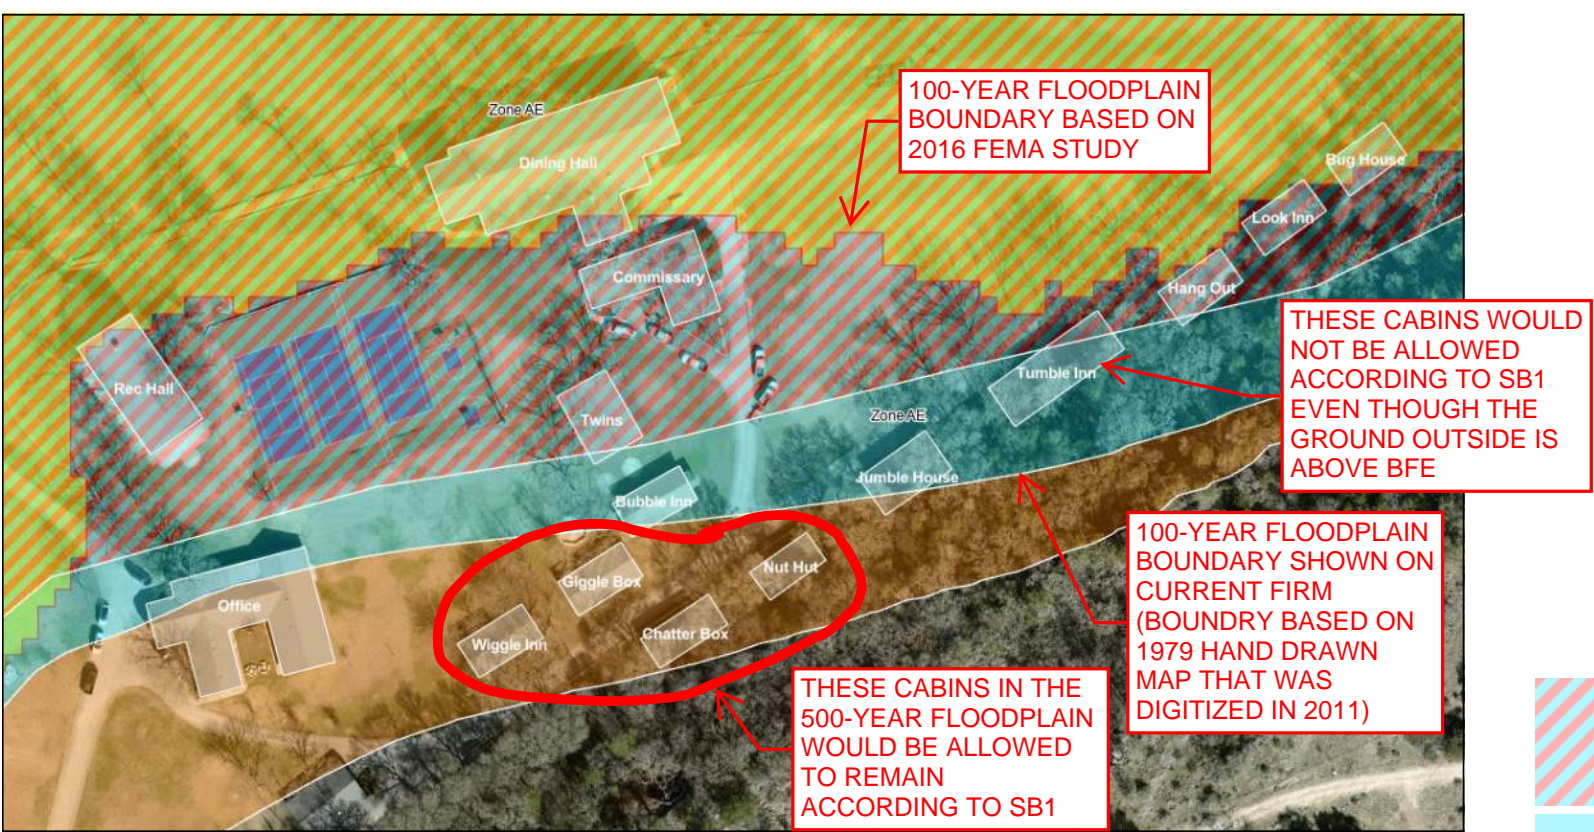 100-YEAR FLOODPLAIN
BOUNDARY BASED ON
2016 FEMA STUDY
Zone AE
Dining Hall
Bug House
Look Inn
Commissary
Hang Out
THESE CABINS WOULD
NOT BE ALLOWED
ACCORDING TO SB1
EVEN THOUGH THE
GROUND OUTSIDE IS
ABOVE BFE
Rec Hall
Tumble Inn
Twins
Zone AE
Jumble House
Bubble Inn
100-YEAR FLOODPLAIN
BOUNDARY SHOWN ON
CURRENT FIRM
(BOUNDRY BASED ON
1979 HAND DRAWN
MAP THAT WAS
DIGITIZED IN 2011)
Nut Hut
Giggle Box
Office
Chatter Box
Wiggle Inn
THESE CABINS IN THE
500-YEAR FLOODPLAIN
WOULD BE ALLOWED
TO REMAIN
ACCORDING TO SB1